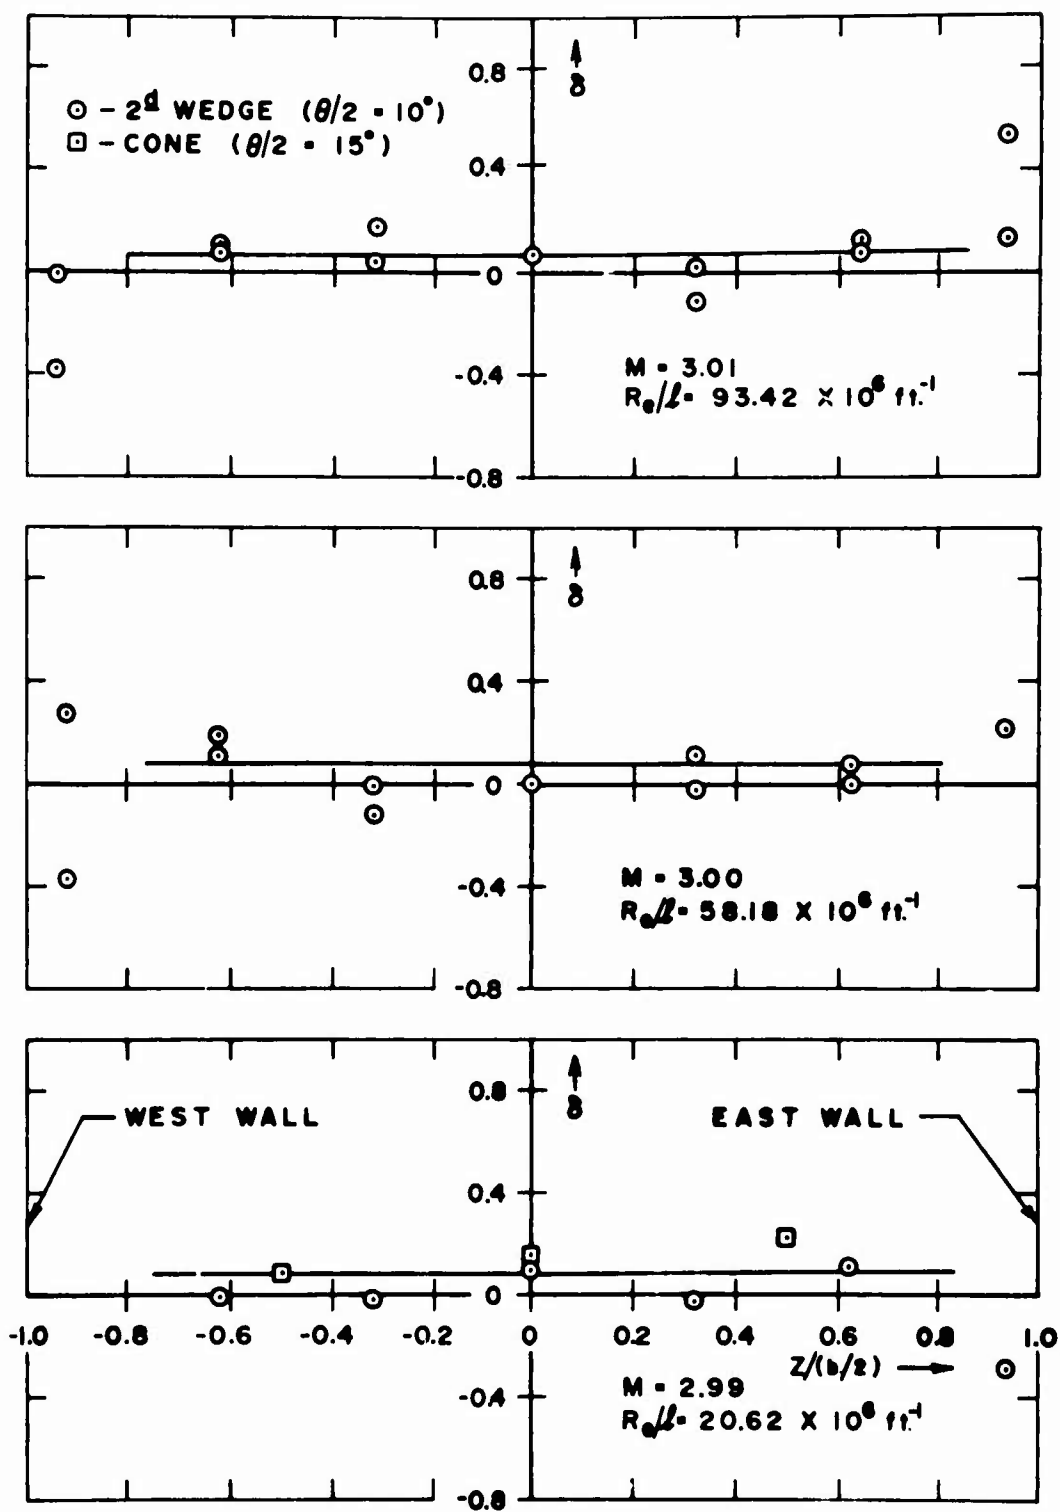 0.8
δ
⊙ - 2d WEDGE (θ/2 = 10°)
⊡ - CONE (θ/2 = 15°)
0.4
0
-0.4
M = 3.01
Re/ℓ = 93.42 × 10⁶ ft.⁻¹
-0.8
0.8
δ
0.4
0
-0.4
M = 3.00
Re/ℓ = 58.18 × 10⁶ ft.⁻¹
-0.8
0.8
δ
WEST WALL EAST WALL
0.4
0
-1.0 -0.8 -0.6 -0.4 -0.2 0 0.2 0.4 0.6 0.8 1.0
Z/(b/2)
-0.4
M = 2.99
Re/ℓ = 20.62 × 10⁶ ft.⁻¹
-0.8